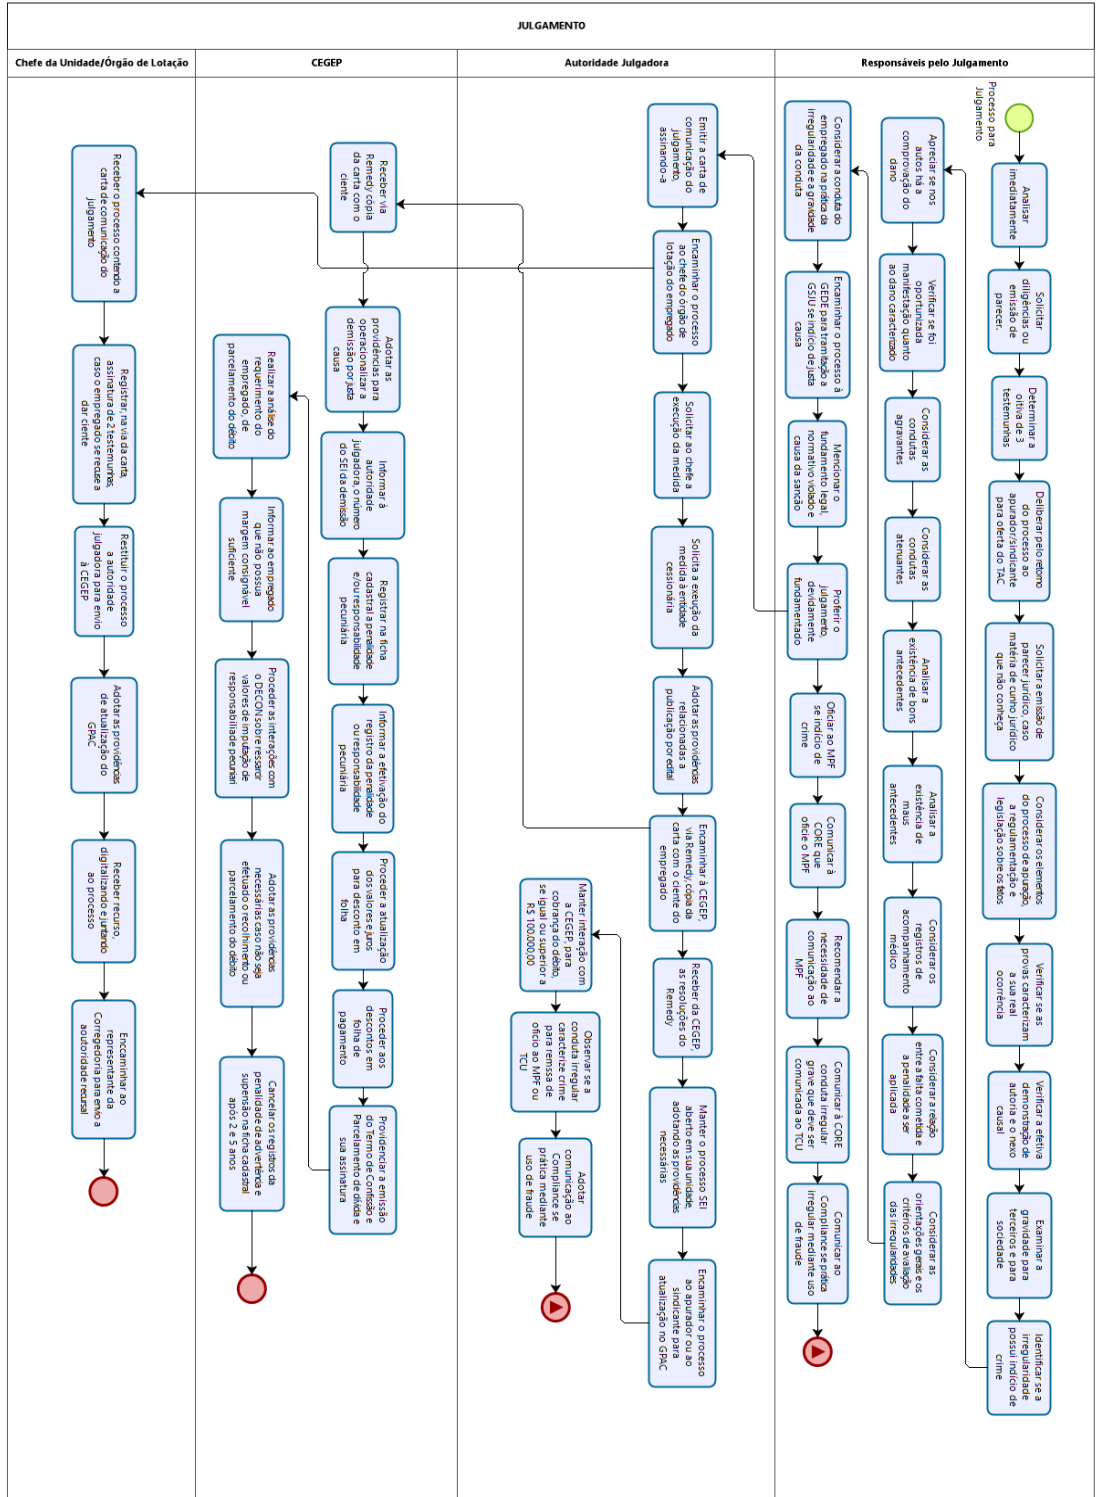 JULGAMENTO
Chefe da Unidade/Órgão de Lotação
CEGEP
Autoridade Julgadora
Responsáveis pelo Julgamento
Processo para
Julgamento
Analisar
imediatamente
Solicitar
diligências ou
emissão de
parecer.
Determinar a
oitiva de 3
testemunhas
Deliberar pelo retorno
do processo ao
apurador/sindicante
para oferta do TAC
Solicitar a emissão de
parecer jurídico, caso
matéria de cunho jurídico
que não conheça
Considerar os elementos
do processo de apuração,
a regulamentação e
legislação sobre os fatos
Verificar se as
provas caracterizam
a sua real
ocorrência
Verificar a efetiva
demonstração de
autoria e o nexo
causal
Examinar a
gravidade para
terceiros e para
sociedade
Identificar se a
irregularidade
possui indício de
crime
Apreciar se nos
autos há a
comprovação do
dano
Verificar se foi
oportunizada
manifestação quanto
ao dano caracterizado
Considerar as
condutas
agravantes
Considerar as
condutas
atenuantes
Analisar a
existência de bons
antecedentes
Analisar a
existência de
maus
antecedentes
Considerar os
registros de
acompanhamento
médico
Considerar a relação
entre a falta cometida e
a penalidade a ser
aplicada
Considerar as
orientações gerais e os
critérios de avaliação
das irregularidades
Considerar a conduta do
empregado na prática da
irregularidade e a gravidade
da conduta
Encaminhar o processo à
GEDE para tramitação a
GSJU se indício de justa
causa
Mencionar o
fundamento legal,
normativo violado e
causa da sanção
Proferir o
julgamento,
devidamente
fundamentado
Oficiar ao MPF
se indício de
crime
Comunicar à
CORE que
oficie o MPF
Recomendar a
necessidade de
comunicação ao
MPF
Comunicar à CORE
conduta irregular
grave que deve ser
comunicada ao TCU
Comunicar ao
Compliance se prática
irregular mediante uso
de fraude
Emitir a carta de
comunicação do
julgamento,
assinando-a
Encaminhar o processo
ao chefe do órgão de
lotação do empregado
Solicitar ao chefe a
execução da medida
Solicita a exeução da
medida à entidade
cessionária
Adotar as providências
relacionadas a
publicação por edital
Encaminhar à CEGEP,
via Remedy, cópia da
carta com o ciente do
empregado
Receber da CEGEP,
as resoluções do
Remedy
Manter o processo SEI
aberto em sua unidade,
adotando as providências
necessárias
Encaminhar o processo
ao apurador ou ao
sindicante para
atualização no GPAC
Manter interação com
a CEGEP, para
cobrança do débito,
se igual ou superior a
R$ 100.000,00
Observar se a
conduta irregular
caracterize crime
para remissa de
ofício ao MPF ou
TCU
Adotar
comunicação ao
Compliance se
prática mediante
uso de fraude
Receber via
Remedy cópia
da carta com o
ciente
Adotar as
providências para
operacionalizar a
demissão por justa
causa
Informar à
autoridade
julgadora, o número
do SEI da demissão
Registrar na ficha
cadastral a penalidade
e/ou responsabilidade
pecuniária
Informar a efetivação do
registro da penalidade
ou responsabilidade
pecuniária
Proceder a atualização
dos valores e juros
para desconto em
folha
Proceder aos
descontos em
folha de
pagamento
Providenciar a emissão
do Termo de Confissão e
Parcelamento de dívida e
sua assinatura
Realizar a análise do
requerimento do
empregado, de
parcelamento do débito
Informar ao empregado
que não possua
margem consignável
suficiente
Proceder as interações com
o DECON sobre ressarcir
valores de imputação de
responsabiliade pecuniari
Adotar as providências
necessárias caso não seja
efetuado o recolhimento ou
parcelamento do débito
Cancelar os registros da
penalidade de advertência e
supensão na ficha cadastral
após 2 e 5 anos
Receber o processo contendo a
carta de comunicação do
julgamento
Registrar, na via da carta,
assinatura de 2 testemunhas,
caso o empregado se recuse a
dar ciente
Restituir o processo
a autoridade
julgadora para envio
à CEGEP
Adotar as providências
de atualização do
GPAC
Receber recurso,
digitalizando e juntando
ao processo
Enccaminhar ao
representante da
Corregedoria para envio a
aoutoridade recursal